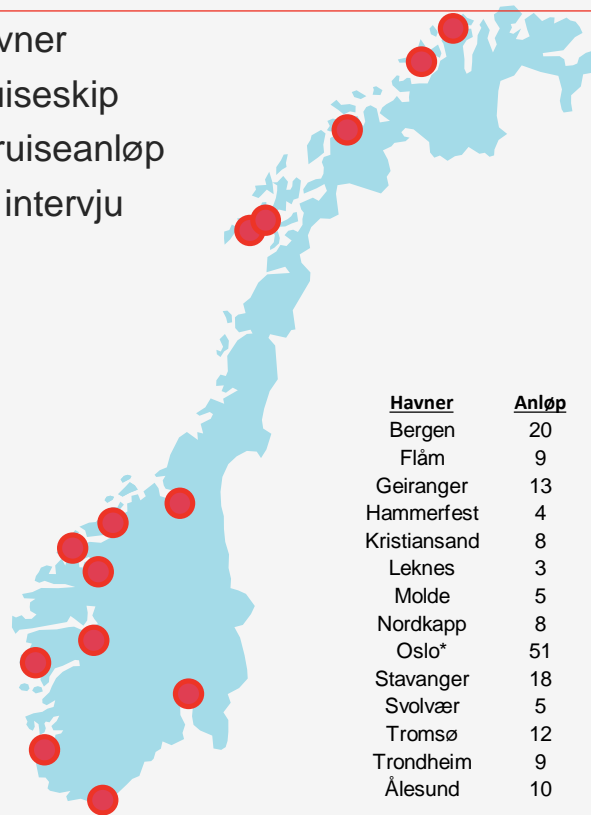 vner
uiseskip
ruiseanløp
intervju
Havner Anløp
Bergen 20
Flåm 9
Geiranger 13
Hammerfest 4
Kristiansand 8
Leknes 3
Molde 5
Nordkapp 8
Oslo* 51
Stavanger 18
Svolvær 5
Tromsø 12
Trondheim 9
Ålesund 10